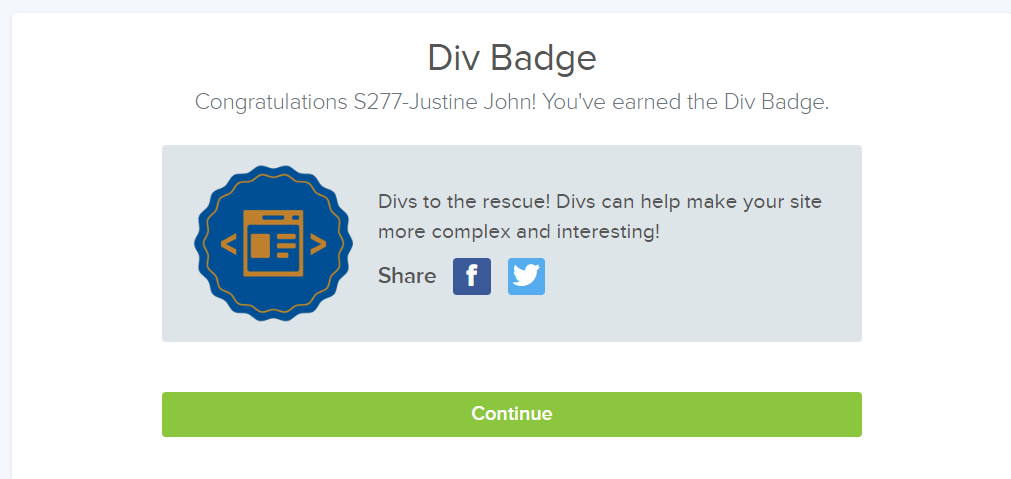 Div Badge
Congratulations S277-Justine John! You've earned the Div Badge.
Divs to the rescue! Divs can help make your site
more complex and interesting!
Share
Continue